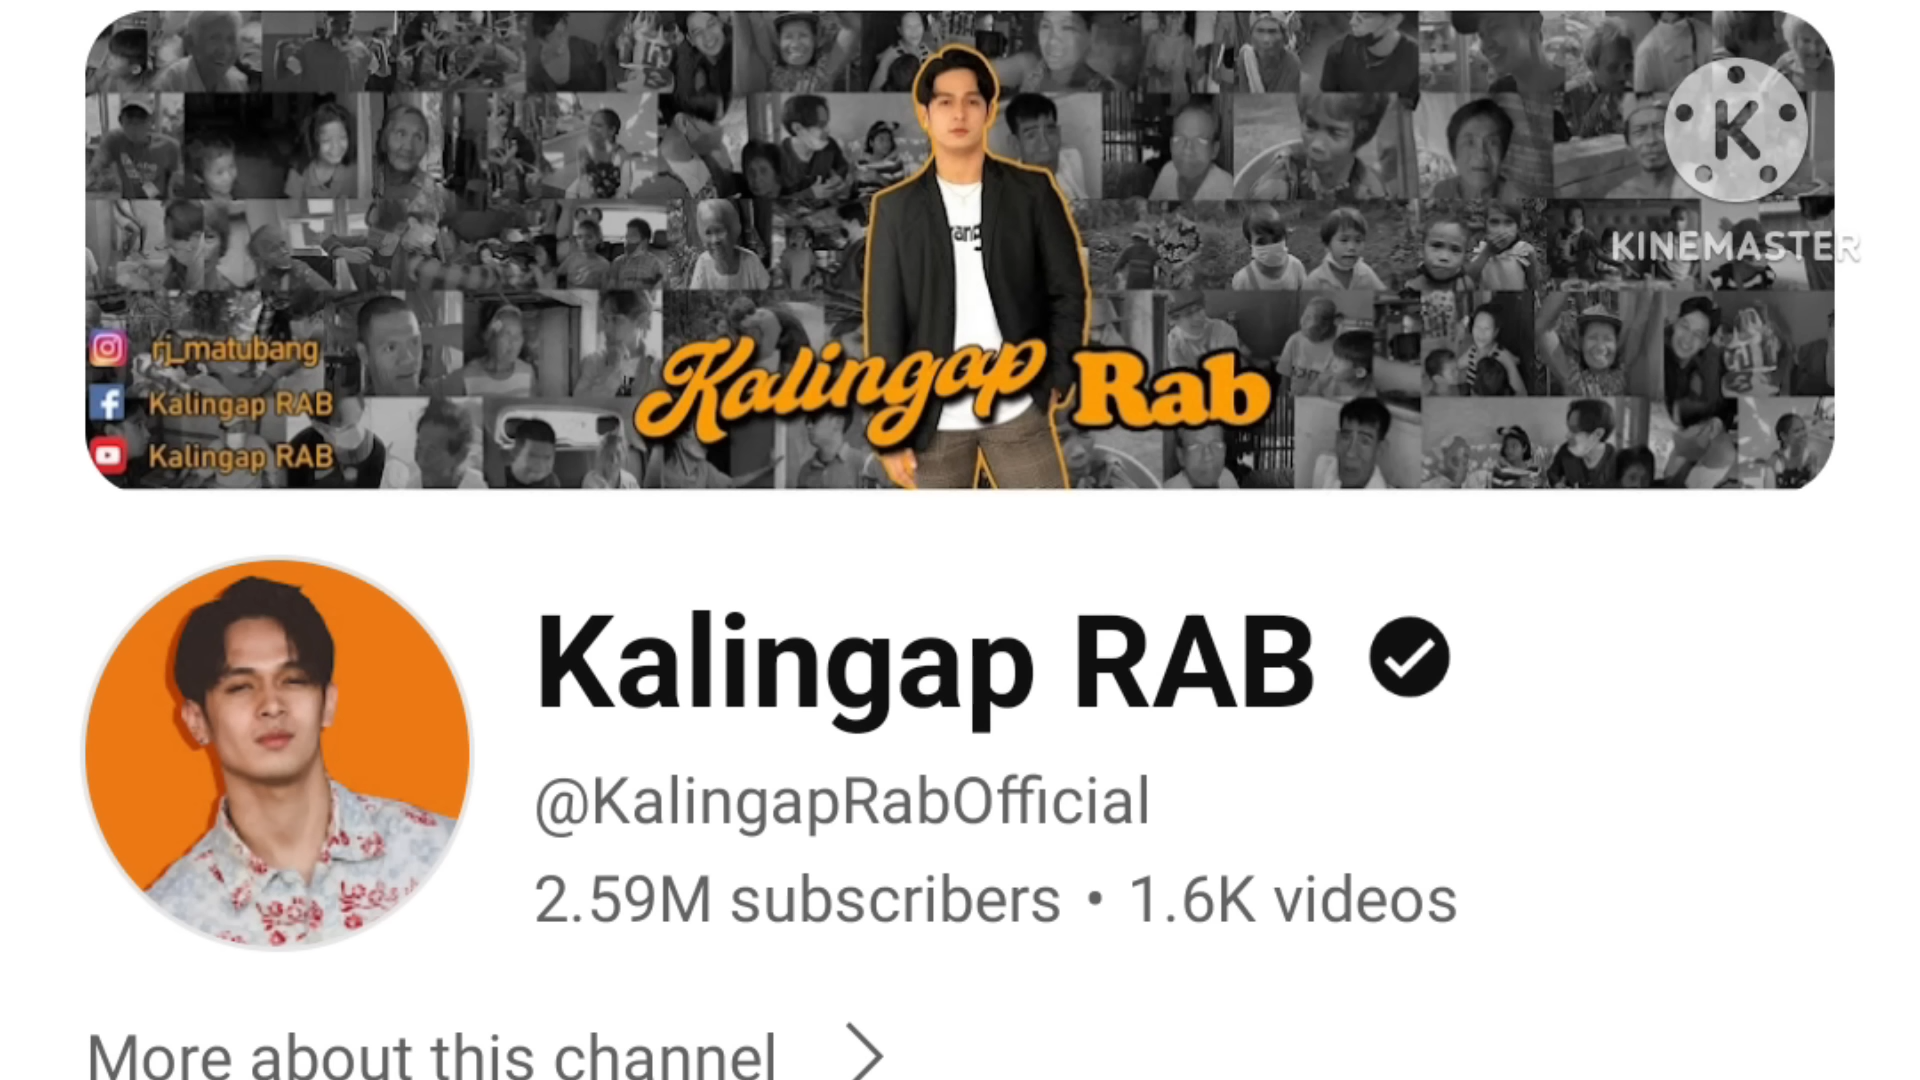 K
KINEMASTER
rang
rj_matubang
Kalingap RAB
Kalingap RAB
Kalingap Rab
Kalingap RAB
@KalingapRabOfficial
2.59M subscribers • 1.6K videos
More about this channel